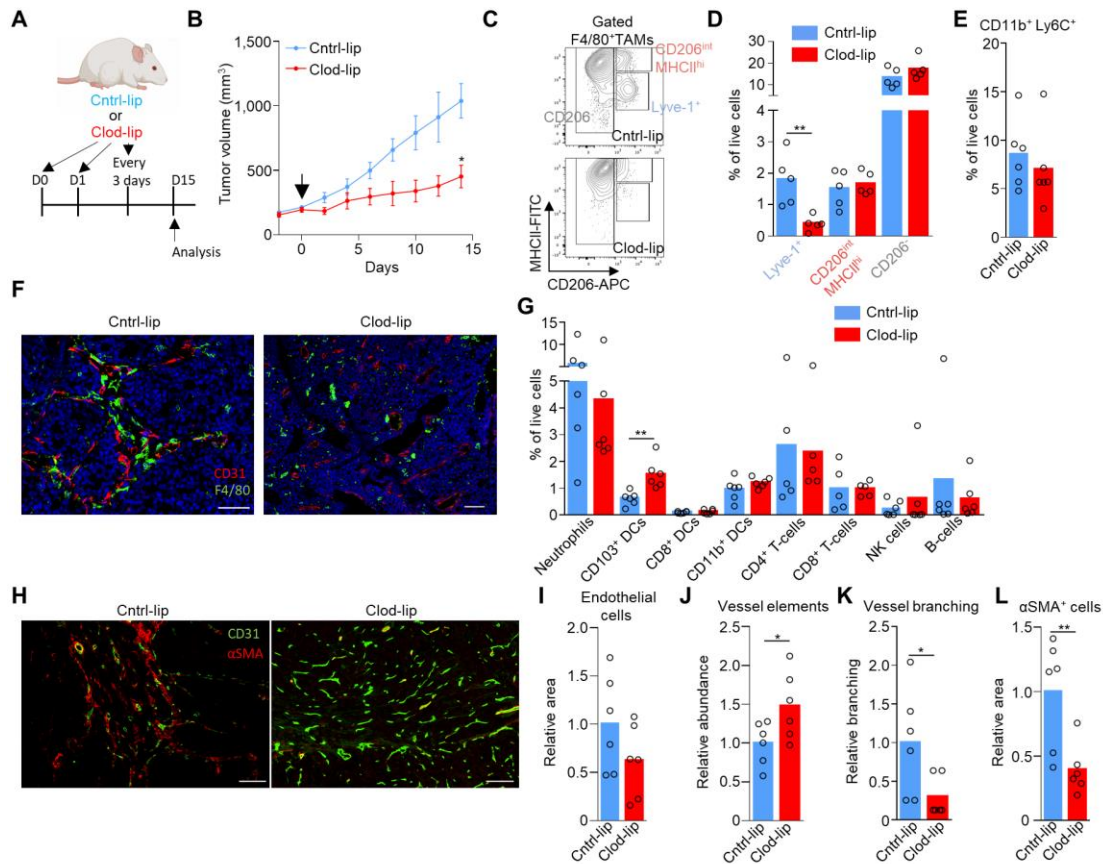 A
Cntrl-lip
or
Clod-lip
Every
3 days
D0
D1
D15
Analysis
B
Cntrl-lip
Clod-lip
Tumor volume (mm³)
1,500
1,000
500
0
*
0
5
10
15
Days
C
Gated
F4/80⁺TAMs
CD206ⁱⁿᵗ
MHCIIʰⁱ
Lyve-1⁺
CD206⁻
Cntrl-lip
Clod-lip
MHCII-FITC
CD206-APC
D
Cntrl-lip
Clod-lip
% of live cells
40
30
20
10
5
4
3
2
1
0
**
Lyve-1⁺
CD206ⁱⁿᵗ
MHCIIʰⁱ
CD206⁻
E
CD11b⁺ Ly6C⁺
% of live cells
20
15
10
5
0
Cntrl-lip
Clod-lip
F
Cntrl-lip
Clod-lip
CD31
F4/80
G
Cntrl-lip
Clod-lip
% of live cells
15
10
5
5
4
3
2
1
0
**
Neutrophils
CD103⁺ DCs
CD8⁺ DCs
CD11b⁺ DCs
CD4⁺ T-cells
CD8⁺ T-cells
NK cells
B-cells
H
Cntrl-lip
Clod-lip
CD31
αSMA
I
Endothelial
cells
Relative area
2.0
1.5
1.0
0.5
0
Cntrl-lip
Clod-lip
J
Vessel elements
Relative abundance
2.5
2.0
1.5
1.0
0.5
0
*
Cntrl-lip
Clod-lip
K
Vessel branching
Relative branching
2.5
2.0
1.5
1.0
0.5
0
*
Cntrl-lip
Clod-lip
L
αSMA⁺ cells
Relative area
1.5
1.0
0.5
0
**
Cntrl-lip
Clod-lip